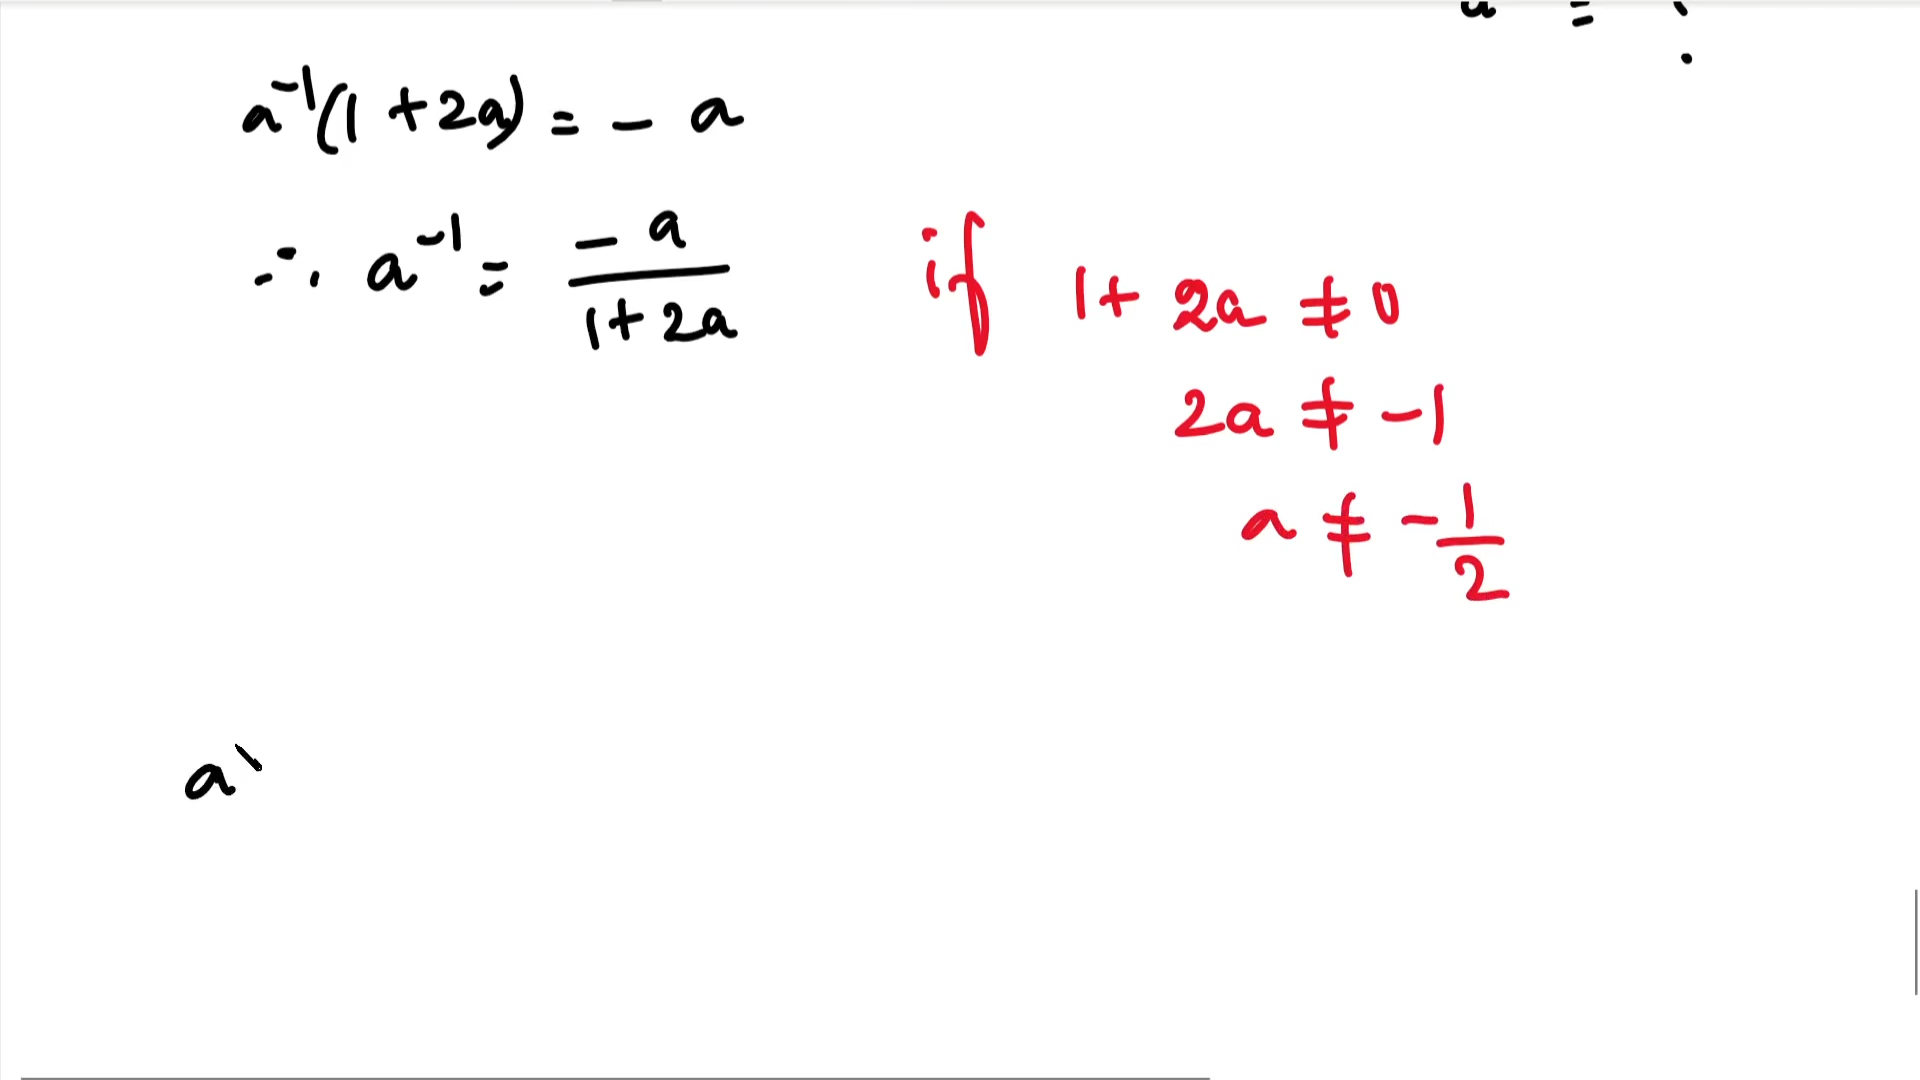 a = ?
a⁻¹(1 + 2a) = - a
∴ a⁻¹ = -a/(1+2a) if 1 + 2a ≠ 0
2a ≠ -1
a ≠ -1/2
a